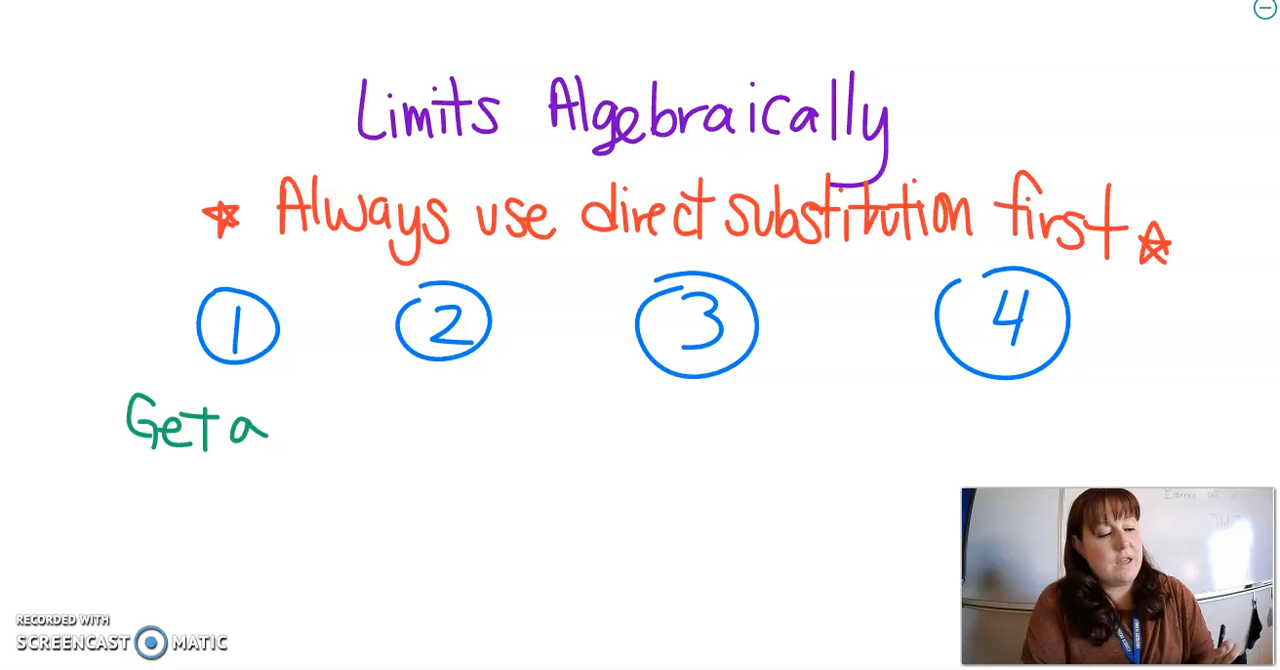 Limits Algebraically
☆ Always use direct substitution first ☆
① ② ③ ④
Get a
RECORDED WITH
SCREENCAST MATIC